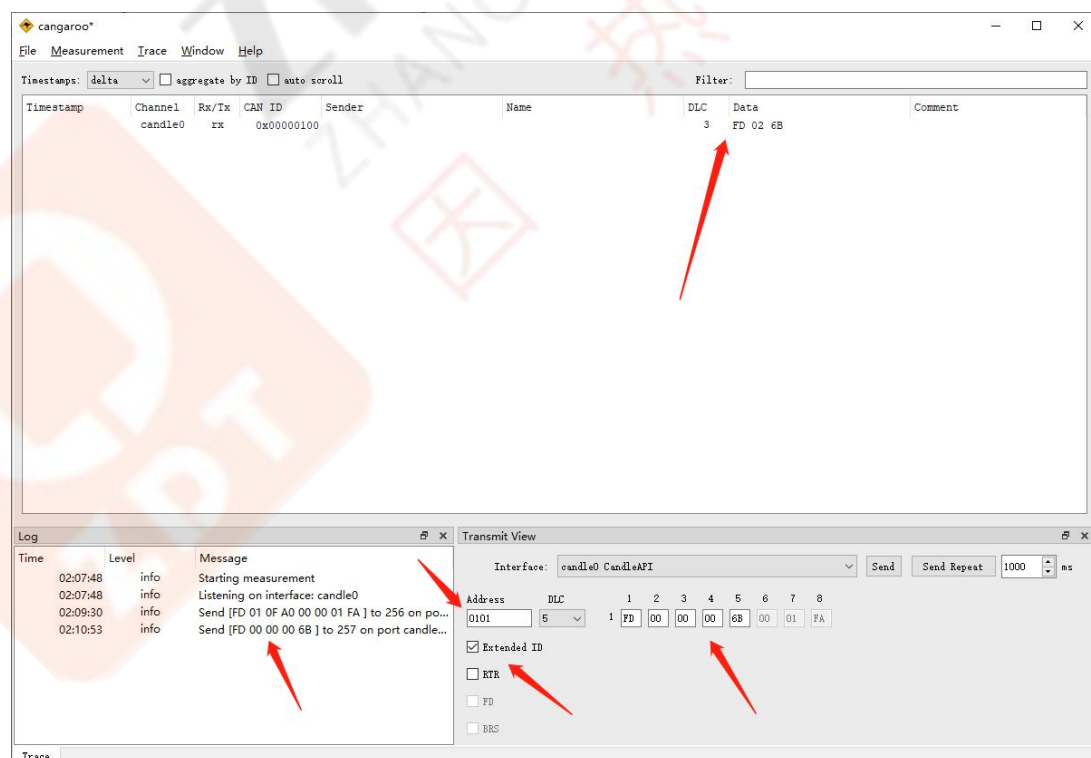 cangaroo*
File Measurement Trace Window Help
Timestamps: delta aggregate by ID auto scroll Filter:
Timestamp Channel Rx/Tx CAN ID Sender Name DLC Data Comment
candle0 rx 0x00000100 3 FD 02 6B
Log
Time Level Message
02:07:48 info Starting measurement
02:07:48 info Listening on interface: candle0
02:09:30 info Send [FD 01 0F A0 00 00 01 FA ] to 256 on po...
02:10:53 info Send [FD 00 00 00 6B ] to 257 on port candle...
Transmit View
Interface: candle0 CandleAPI Send Send Repeat 1000 ms
Address DLC 1 2 3 4 5 6 7 8
0101 5 1 FD 00 00 00 6B 00 01 FA
Extended ID
RTR
FD
BRS
Trace
ZHANG
ZDT